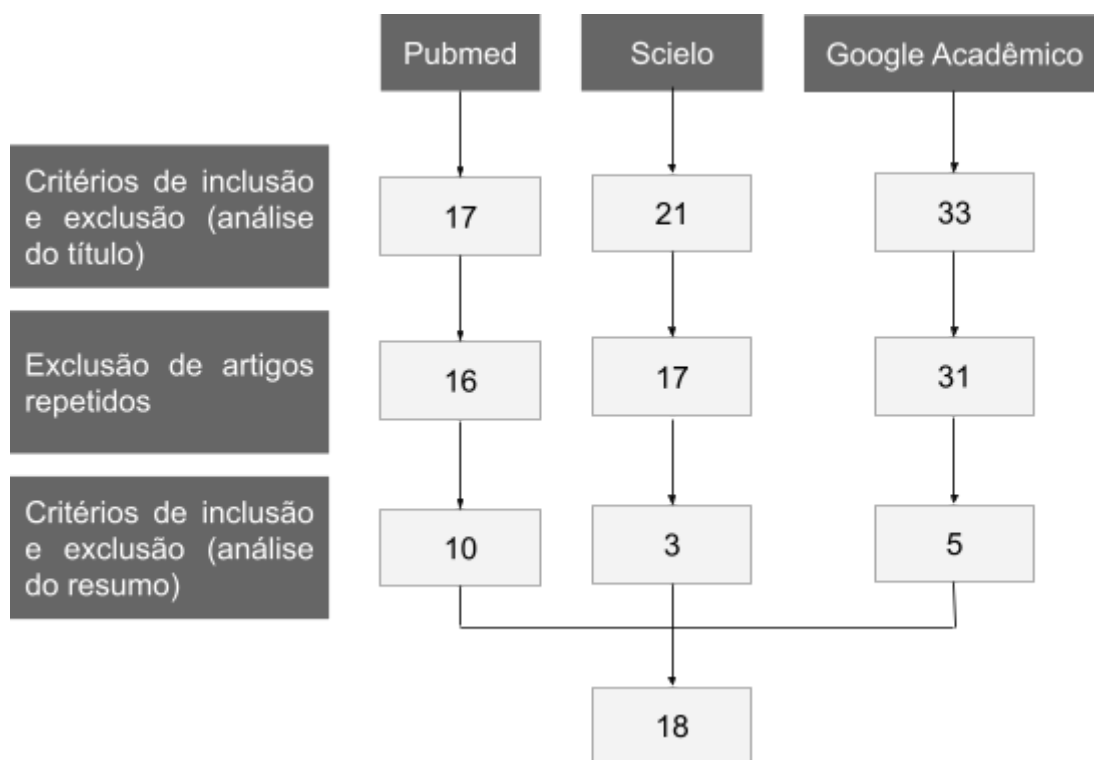 Pubmed
Scielo
Google Acadêmico
Critérios de inclusão
e exclusão (análise
do título)
17
21
33
Exclusão de artigos
repetidos
16
17
31
Critérios de inclusão
e exclusão (análise
do resumo)
10
3
5
18